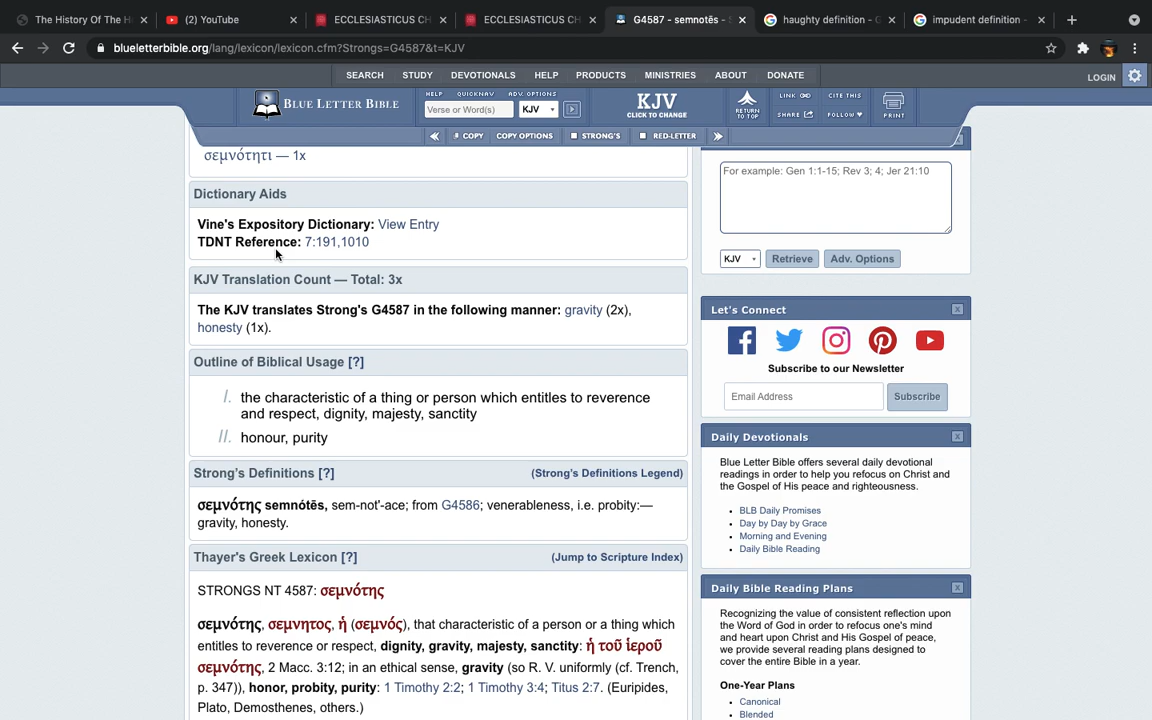 The History Of The H
(2) YouTube
ECCLESIASTICUS CH
ECCLESIASTICUS CH
G4587 - semnotēs -
haughty definition - G
impudent definition -
blueletterbible.org/lang/lexicon/lexicon.cfm?Strongs=G4587&t=KJV
SEARCH STUDY DEVOTIONALS HELP PRODUCTS MINISTRIES ABOUT DONATE
LOGIN
BLUE LETTER BIBLE
HELP QUICKNAV ADV. OPTIONS
Verse or Word(s) KJV
KJV
CLICK TO CHANGE
RETURN
TO TOP
LINK CITE THIS
SHARE FOLLOW
PRINT
COPY COPY OPTIONS STRONG'S RED-LETTER
σεμνότητι — 1x
Dictionary Aids
Vine's Expository Dictionary: View Entry
TDNT Reference: 7:191,1010
KJV Translation Count — Total: 3x
The KJV translates Strong's G4587 in the following manner: gravity (2x),
honesty (1x).
Outline of Biblical Usage [?]
I. the characteristic of a thing or person which entitles to reverence
and respect, dignity, majesty, sanctity
II. honour, purity
Strong's Definitions [?] (Strong's Definitions Legend)
σεμνότης semnótēs, sem-not'-ace; from G4586; venerableness, i.e. probity:—
gravity, honesty.
Thayer's Greek Lexicon [?] (Jump to Scripture Index)
STRONGS NT 4587: σεμνότης
σεμνότης, σεμνητος, ἡ (σεμνός), that characteristic of a person or a thing which
entitles to reverence or respect, dignity, gravity, majesty, sanctity: ἡ τοῦ ἱεροῦ
σεμνότης, 2 Macc. 3:12; in an ethical sense, gravity (so R. V. uniformly (cf. Trench,
p. 347)), honor, probity, purity: 1 Timothy 2:2; 1 Timothy 3:4; Titus 2:7. (Euripides,
Plato, Demosthenes, others.)
For example: Gen 1:1-15; Rev 3; 4; Jer 21:10
KJV Retrieve Adv. Options
Let's Connect
Subscribe to our Newsletter
Email Address Subscribe
Daily Devotionals
Blue Letter Bible offers several daily devotional
readings in order to help you refocus on Christ and
the Gospel of His peace and righteousness.
BLB Daily Promises
Day by Day by Grace
Morning and Evening
Daily Bible Reading
Daily Bible Reading Plans
Recognizing the value of consistent reflection upon
the Word of God in order to refocus one's mind
and heart upon Christ and His Gospel of peace,
we provide several reading plans designed to
cover the entire Bible in a year.
One-Year Plans
Canonical
Blended